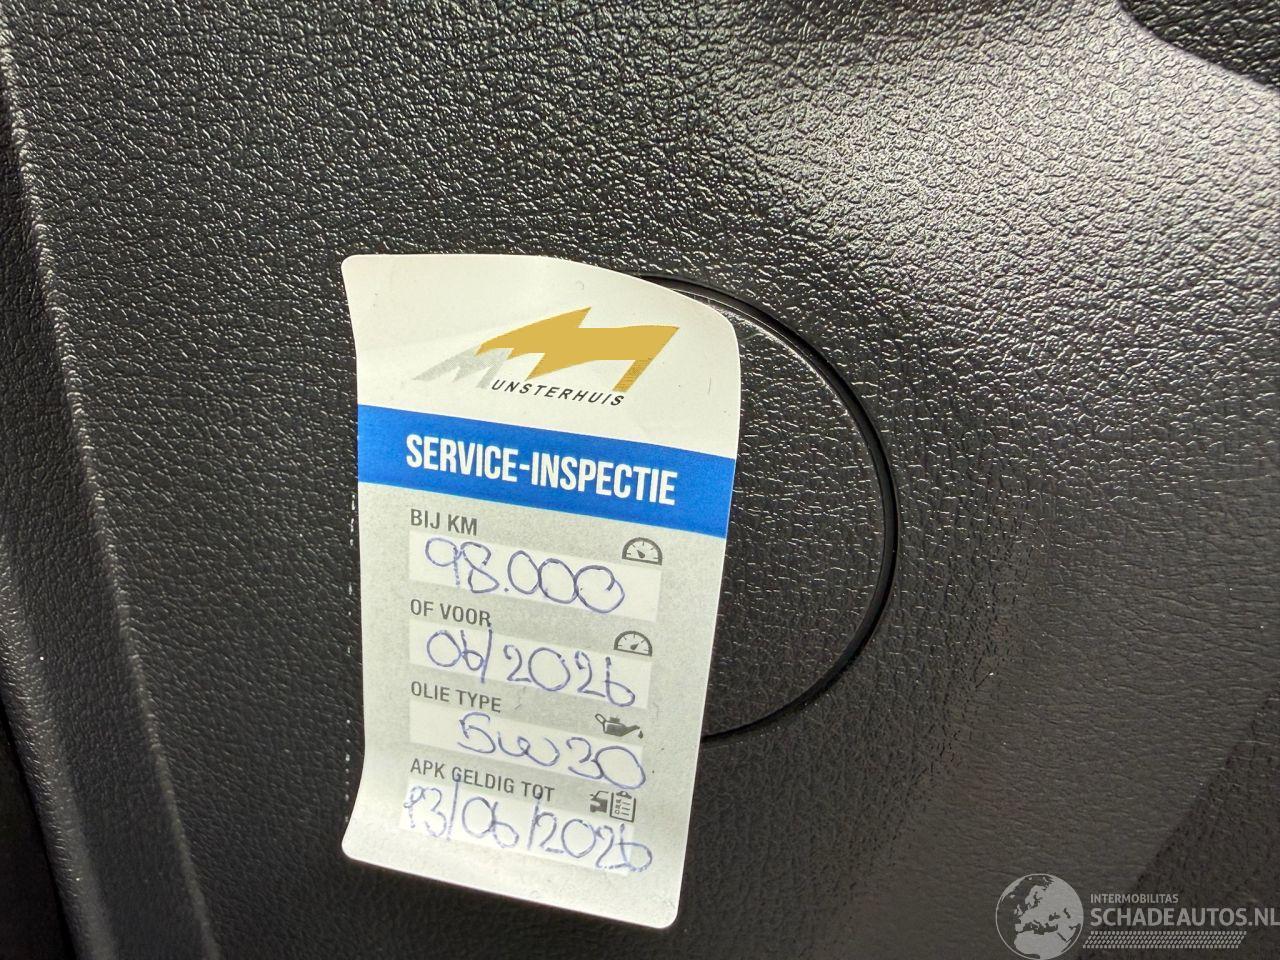 MUNSTERHUIS
SERVICE-INSPECTIE
BIJ KM
98.000
OF VOOR
06/2026
OLIE TYPE
5W30
APK GELDIG TOT
13/06/2026
INTERMOBILITAS
SCHADEAUTOS.NL